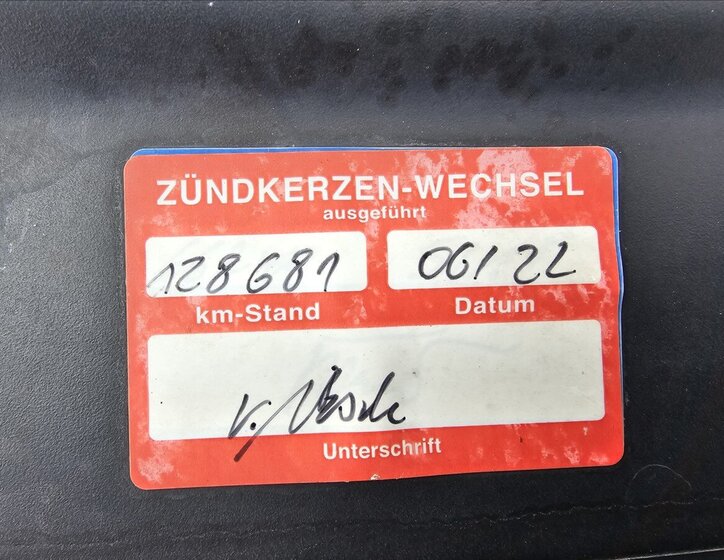 ZÜNDKERZEN-WECHSEL
ausgeführt
128681 06/22
km-Stand Datum
Unterschrift